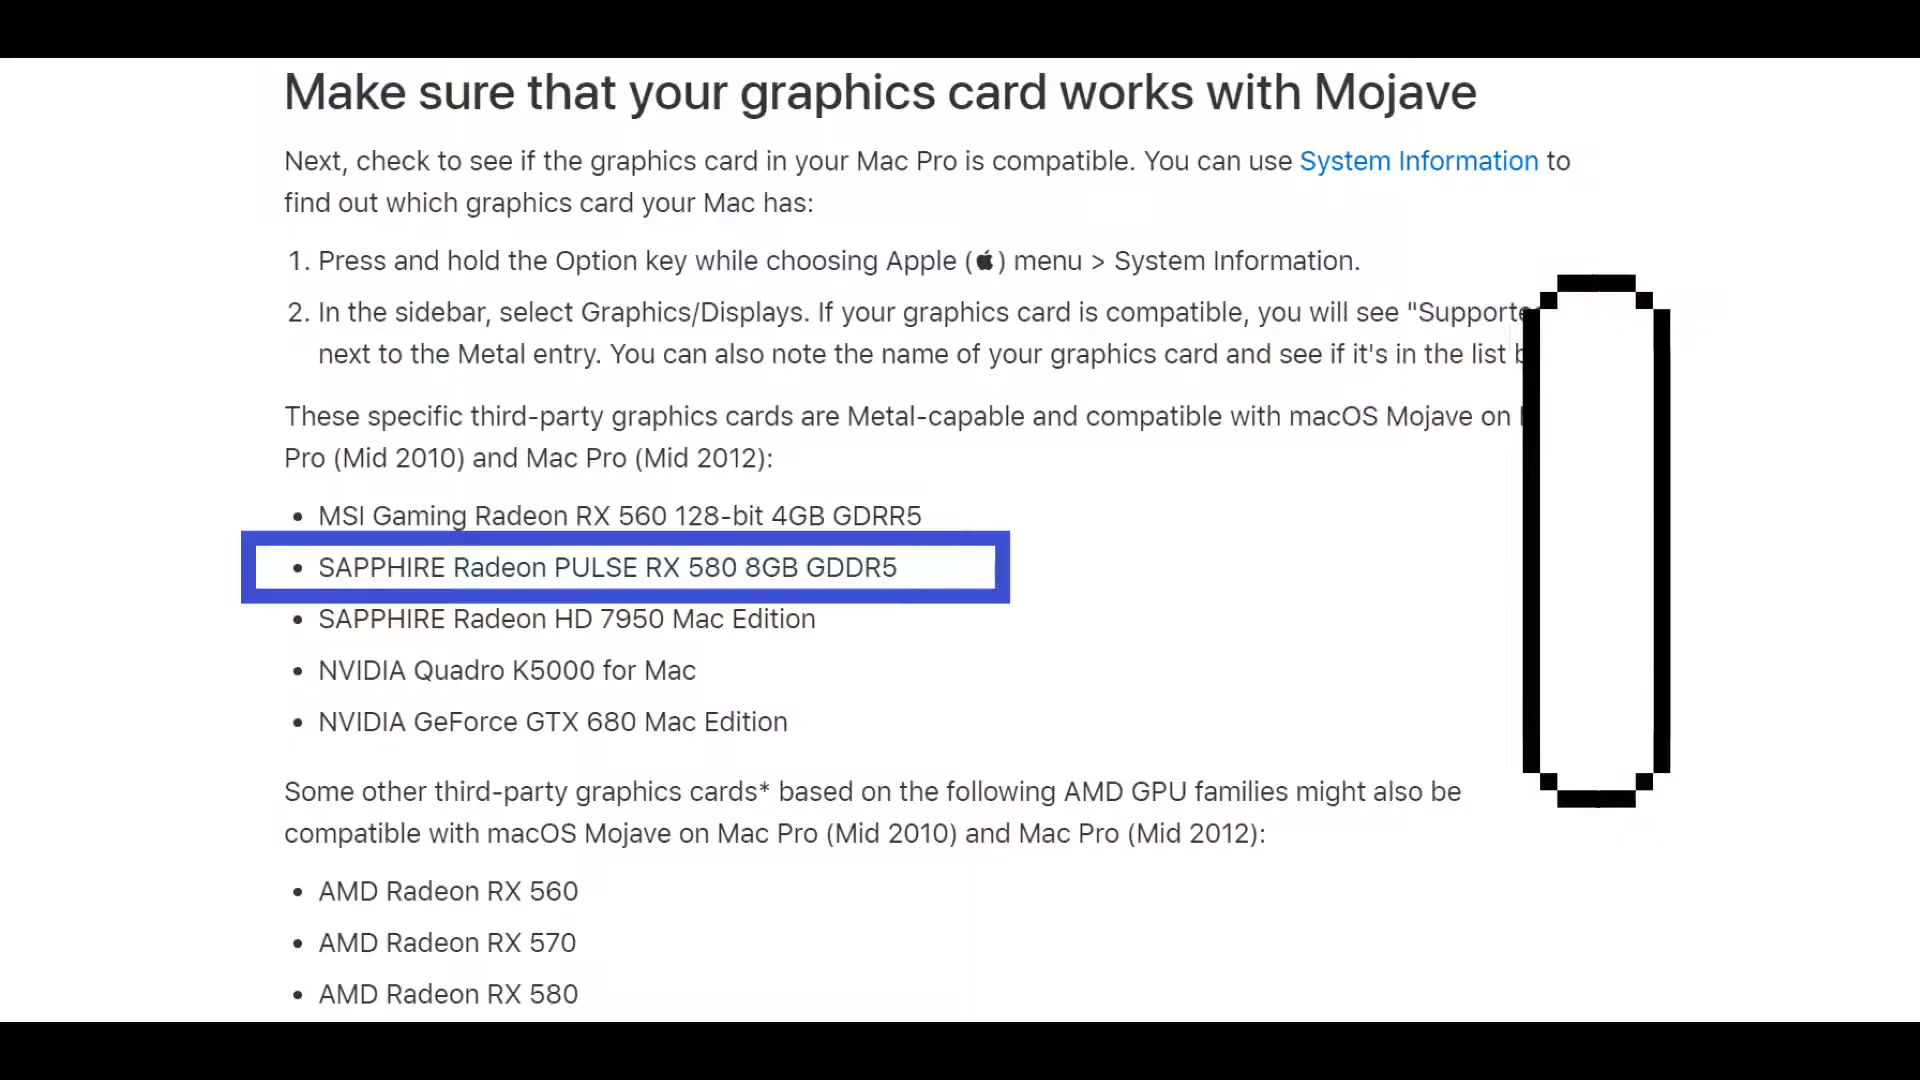 Make sure that your graphics card works with Mojave
Next, check to see if the graphics card in your Mac Pro is compatible. You can use System Information to
find out which graphics card your Mac has:
1. Press and hold the Option key while choosing Apple () menu > System Information.
2. In the sidebar, select Graphics/Displays. If your graphics card is compatible, you will see "Supporte
next to the Metal entry. You can also note the name of your graphics card and see if it's in the list
These specific third-party graphics cards are Metal-capable and compatible with macOS Mojave on
Pro (Mid 2010) and Mac Pro (Mid 2012):
• MSI Gaming Radeon RX 560 128-bit 4GB GDRR5
• SAPPHIRE Radeon PULSE RX 580 8GB GDDR5
• SAPPHIRE Radeon HD 7950 Mac Edition
• NVIDIA Quadro K5000 for Mac
• NVIDIA GeForce GTX 680 Mac Edition
Some other third-party graphics cards* based on the following AMD GPU families might also be
compatible with macOS Mojave on Mac Pro (Mid 2010) and Mac Pro (Mid 2012):
• AMD Radeon RX 560
• AMD Radeon RX 570
• AMD Radeon RX 580